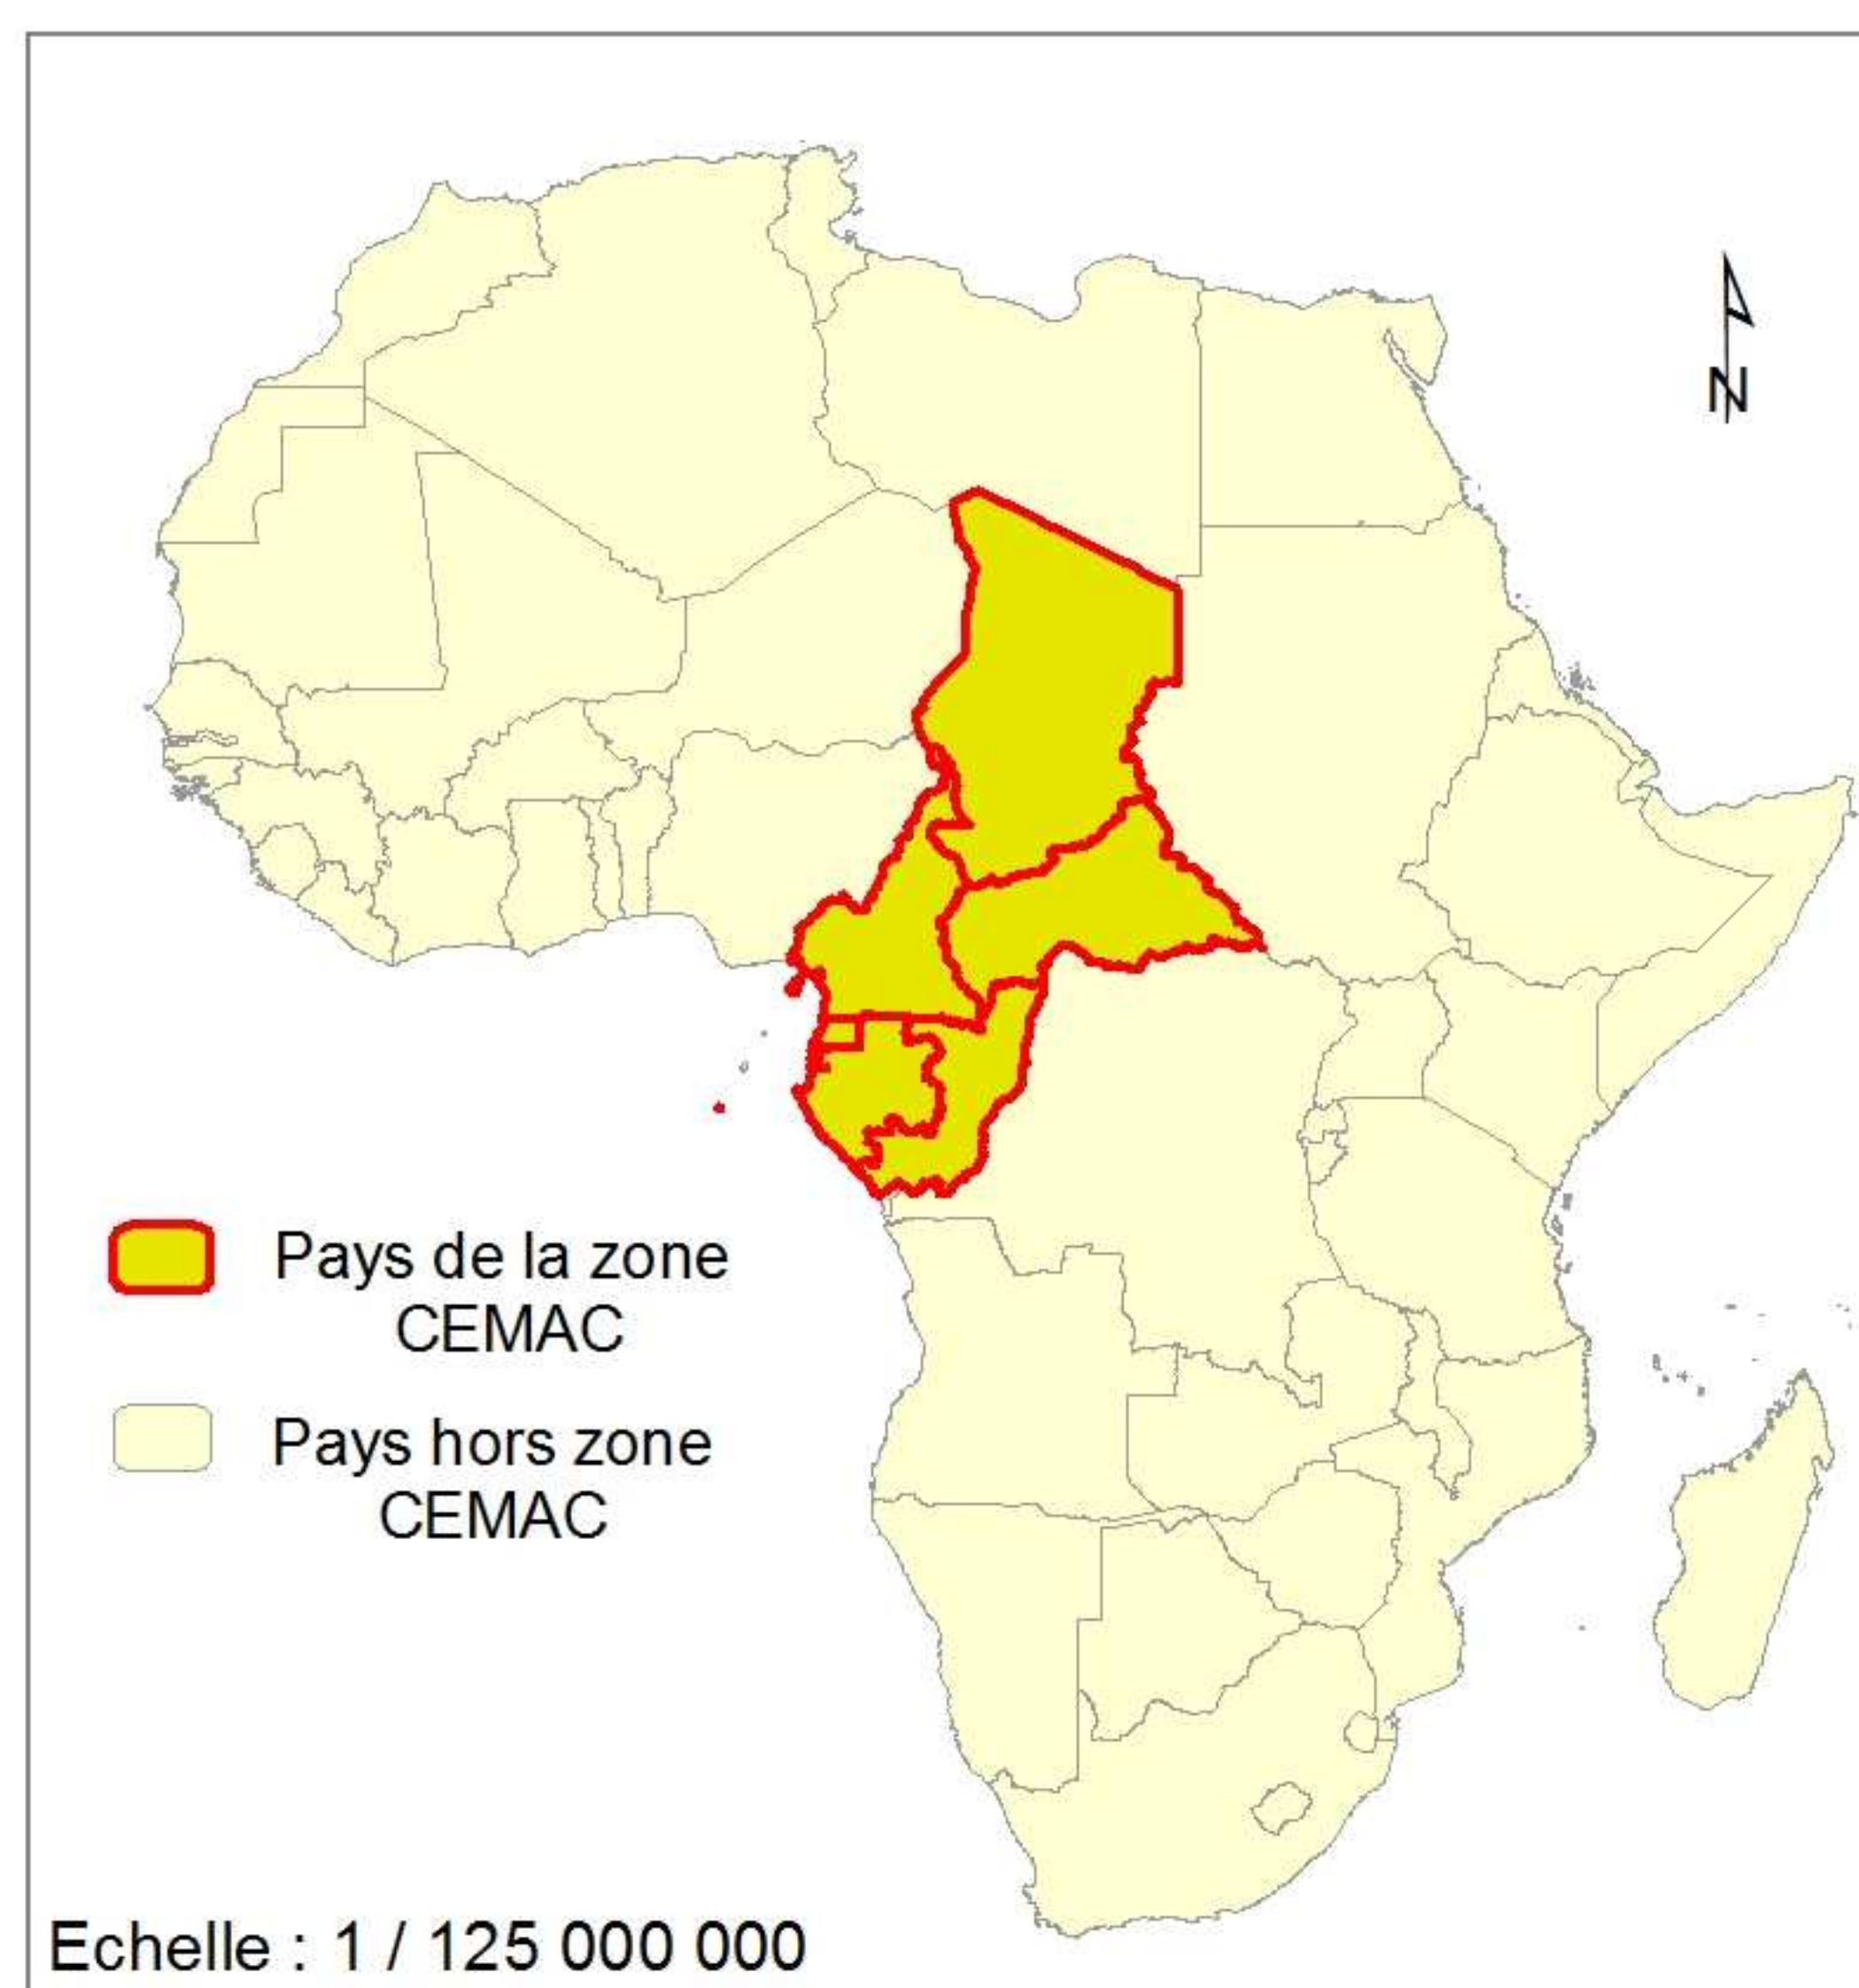 N
Pays de la zone
CEMAC
Pays hors zone
CEMAC
Echelle : 1 / 125 000 000